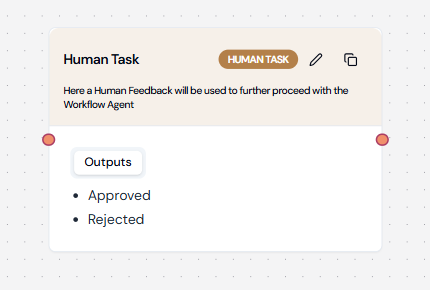 Human Task
HUMAN TASK
Here a Human Feedback will be used to further proceed with the
Workflow Agent
Outputs
Approved
Rejected